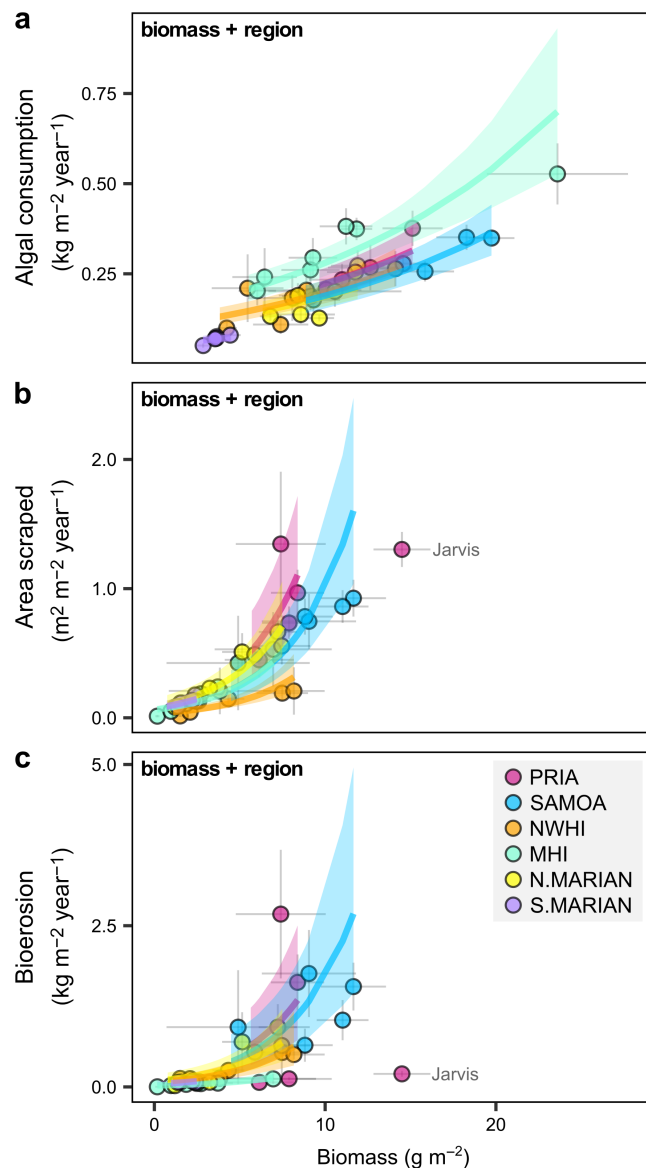 a
biomass + region
Algal consumption
(kg m⁻² year⁻¹)
0.75
0.50
0.25
b
biomass + region
Area scraped
(m² m⁻² year⁻¹)
2.0
1.0
0.0
Jarvis
c
biomass + region
Bioerosion
(kg m⁻² year⁻¹)
5.0
2.5
0.0
PRIA
SAMOA
NWHI
MHI
N.MARIAN
S.MARIAN
Jarvis
0 10 20
Biomass (g m⁻²)